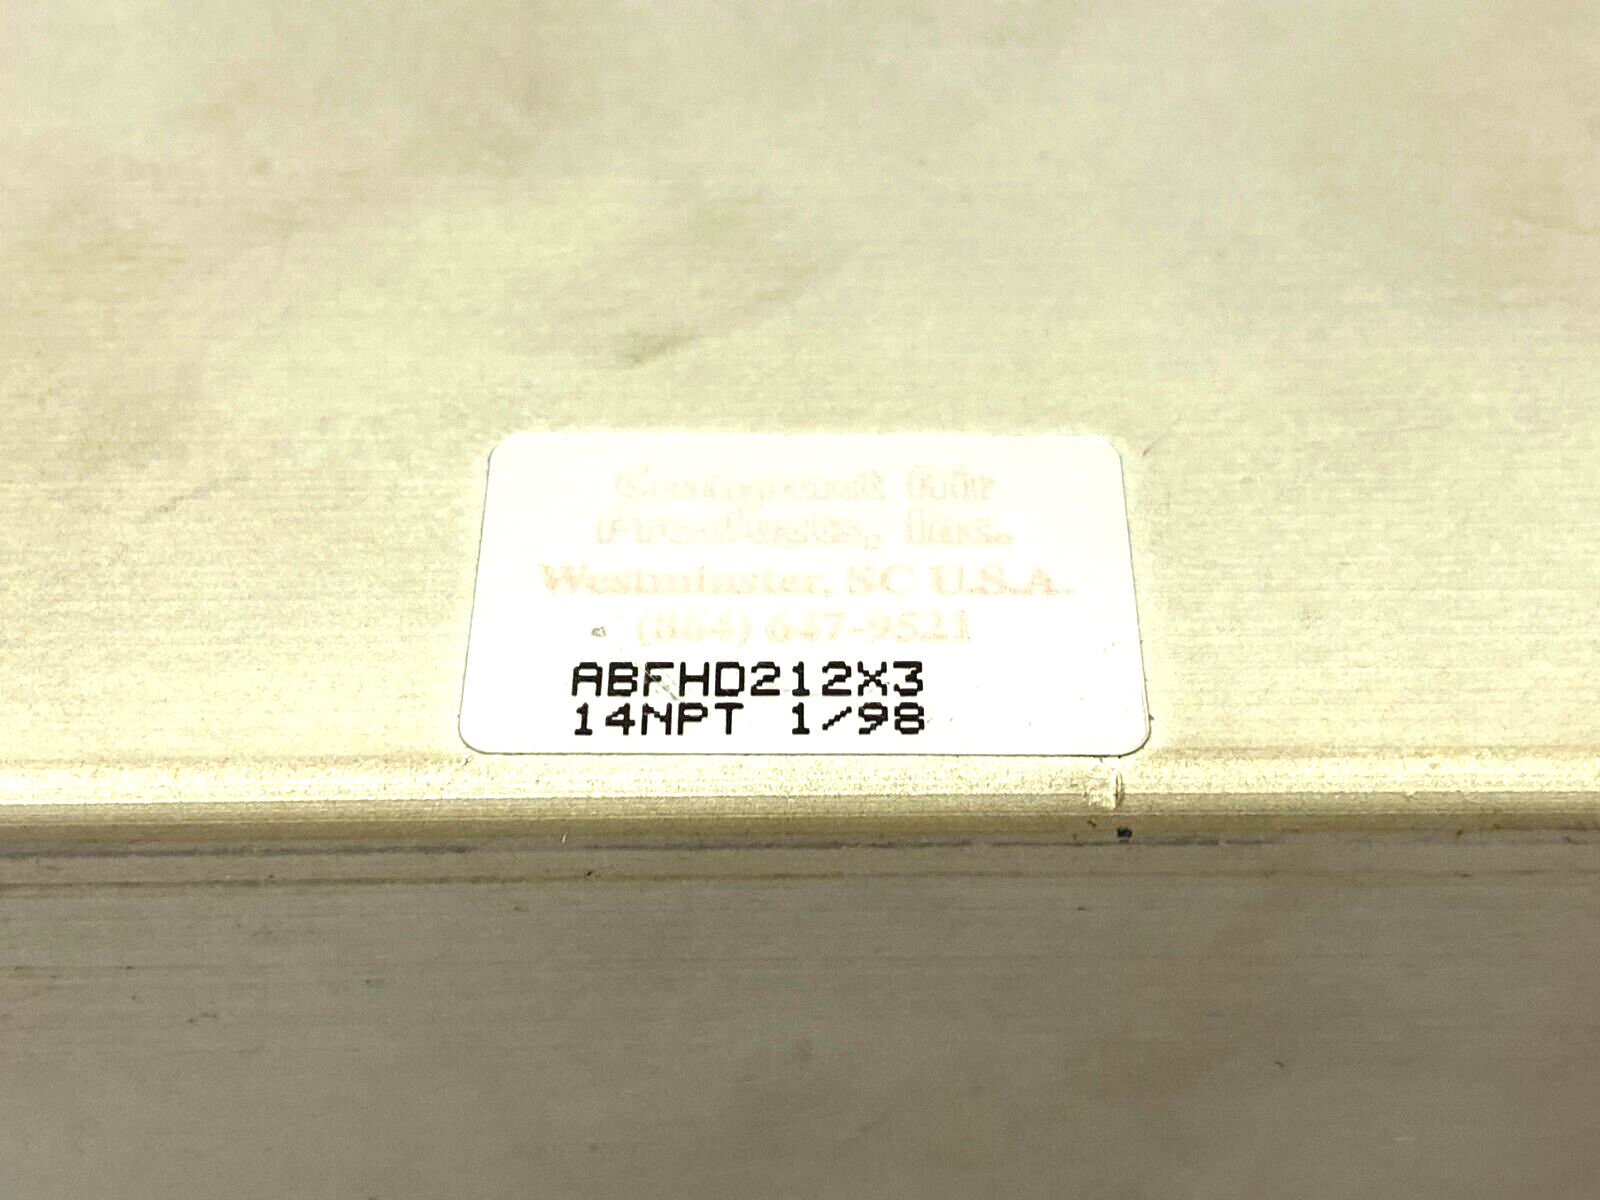 Compact Air
Products, Inc.
Westminster, SC U.S.A.
(864) 647-9521
ABFHD212X3
14NPT 1/98